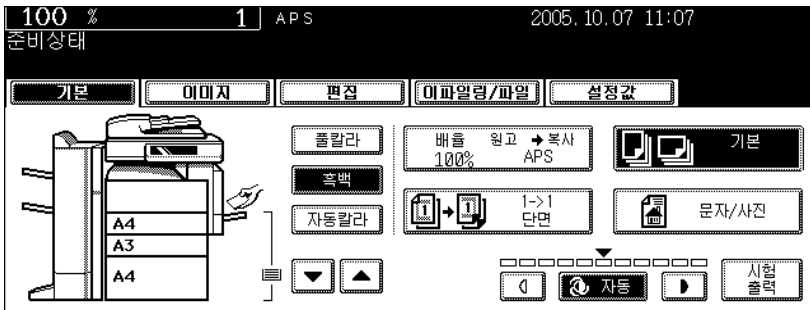 100 % 1 APS 2005.10.07 11:07
준비상태
기본 이미지 편집 이파일링/파일 설정값
풀칼라
흑백
자동칼라
배율 원고 → 복사
100% APS
기본
1 → 1
1->1
단면
문자/사진
A4
A3
A4
자동
시험
출력